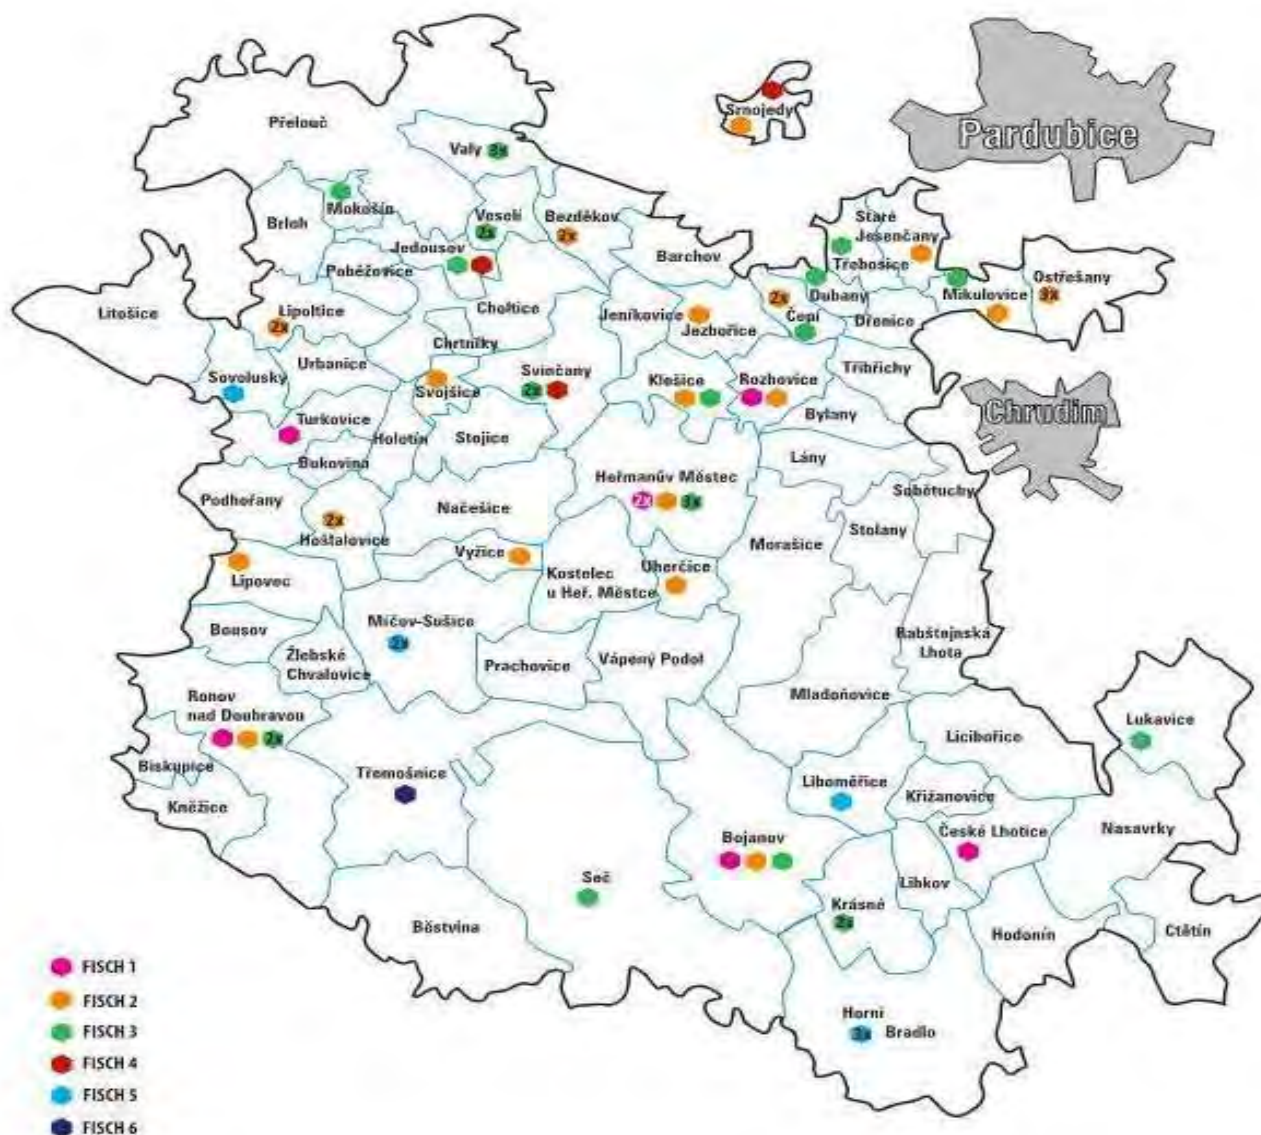 Přelouč
Srnojedy
Pardubice
Valy 3x
Mokošín
Brloh
Veselí
2x
Bezděkov
2x
Staré
Jesenčany
Jedousov
Poběžovice
Barchov
Třebosice
Ostřešany
3x
Litošice
Lipoltice
2x
Choltice
Jeníkovice
Jezbořice
2x
Čepí
Dubany
Mikulovice
Dřenice
Chrtníky
Urbanice
Sovolusky
Svojšice
Svinčany
2x
Klešice
Rozhovice
Tříbřichy
Bylany
Chrudim
Turkovice
Holotín
Stojice
Bukovina
Lány
Podhořany
Heřmanův Městec
2x 3x
Sobětuchy
Načešice
2x
Hošťalovice
Stolany
Morašice
Vyžice
Lipovec
Kostelec
u Heř. Městce
Úherčice
Bousov
Míčov-Sušice
2x
Rabštejnská
Lhota
Žlebské
Chvalovice
Prachovice
Vápený Podol
Mladoňovice
Ronov
nad Doubravou
2x
Lukavice
Licibořice
Biskupice
Třemošnice
Kněžice
Liboměřice
Křižanovice
Bojanov
České Lhotice
Nasavrky
Seč
Libkov
Krásné
2x
Běstvina
Hodonín
Ctětín
Horní
3x Bradlo
FISCH 1
FISCH 2
FISCH 3
FISCH 4
FISCH 5
FISCH 6